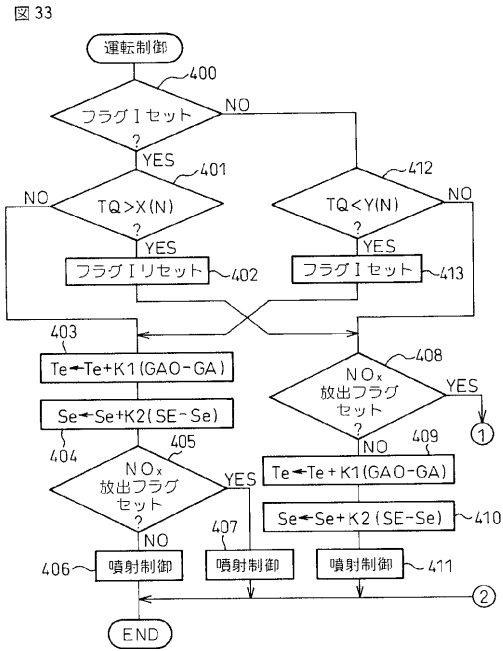 図33
運転制御
400
フラグIセット
?
NO
YES
401
TQ>X(N)
?
NO
YES
412
TQ<Y(N)
?
NO
YES
フラグIリセット
402
フラグIセット
413
403
Te←Te+K1(GAO-GA)
Se←Se+K2(SE-Se)
404
405
NOx
放出フラグ
セット
?
YES
NO
406
噴射制御
407
噴射制御
408
NOx
放出フラグ
セット
?
YES
①
NO
409
Te←Te+K1(GAO-GA)
Se←Se+K2(SE-Se)
410
噴射制御
411
②
END